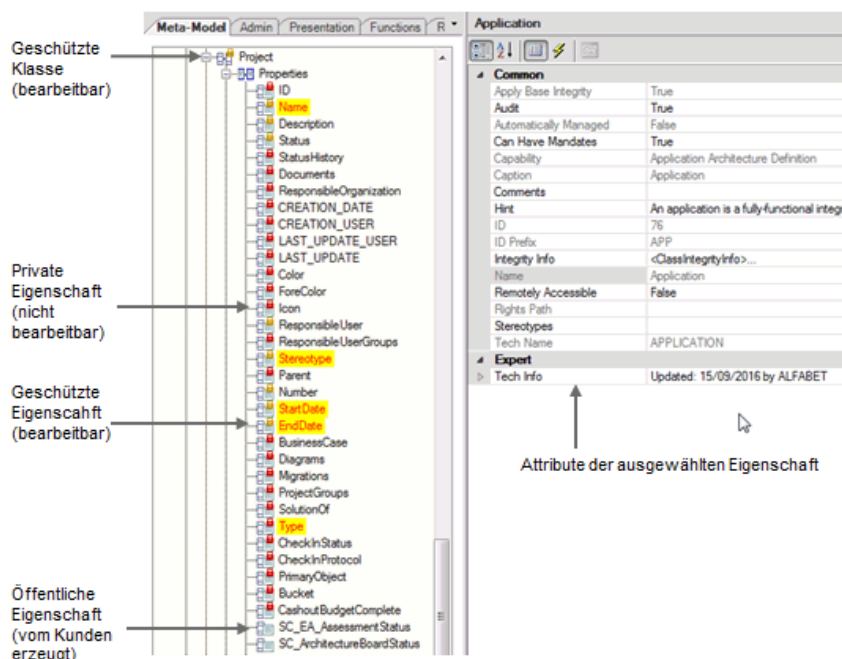 Geschützte
Klasse
(bearbeitbar)
Private
Eigenschaft
(nicht
bearbeitbar)
Geschützte
Eigenscahft
(bearbeitbar)
Öffentliche
Eigenschaft
(vom Kunden
erzeugt)
Meta-Model Admin Presentation Functions R
Project
Properties
ID
Name
Description
Status
StatusHistory
Documents
ResponsibleOrganization
CREATION_DATE
CREATION_USER
LAST_UPDATE_USER
LAST_UPDATE
Color
ForeColor
Icon
ResponsibleUser
ResponsibleUserGroups
Stereotype
Parent
Number
StartDate
EndDate
BusinessCase
Diagrams
Migrations
ProjectGroups
SolutionOf
Type
CheckInStatus
CheckInProtocol
PrimaryObject
Bucket
CashoutBudgetComplete
SC_EA_AssessmentStatus
SC_ArchitectureBoardStatus
Application
Common
Apply Base Integrity True
Audit True
Automatically Managed False
Can Have Mandates True
Capability Application Architecture Definition
Caption Application
Comments
Hint An application is a fully-functional integr
ID 76
ID Prefix APP
Integrity Info <ClassIntegrityInfo>...
Name Application
Remotely Accessible False
Rights Path
Stereotypes
Tech Name APPLICATION
Expert
Tech Info Updated: 15/09/2016 by ALFABET
Attribute der ausgewählten Eigenschaft